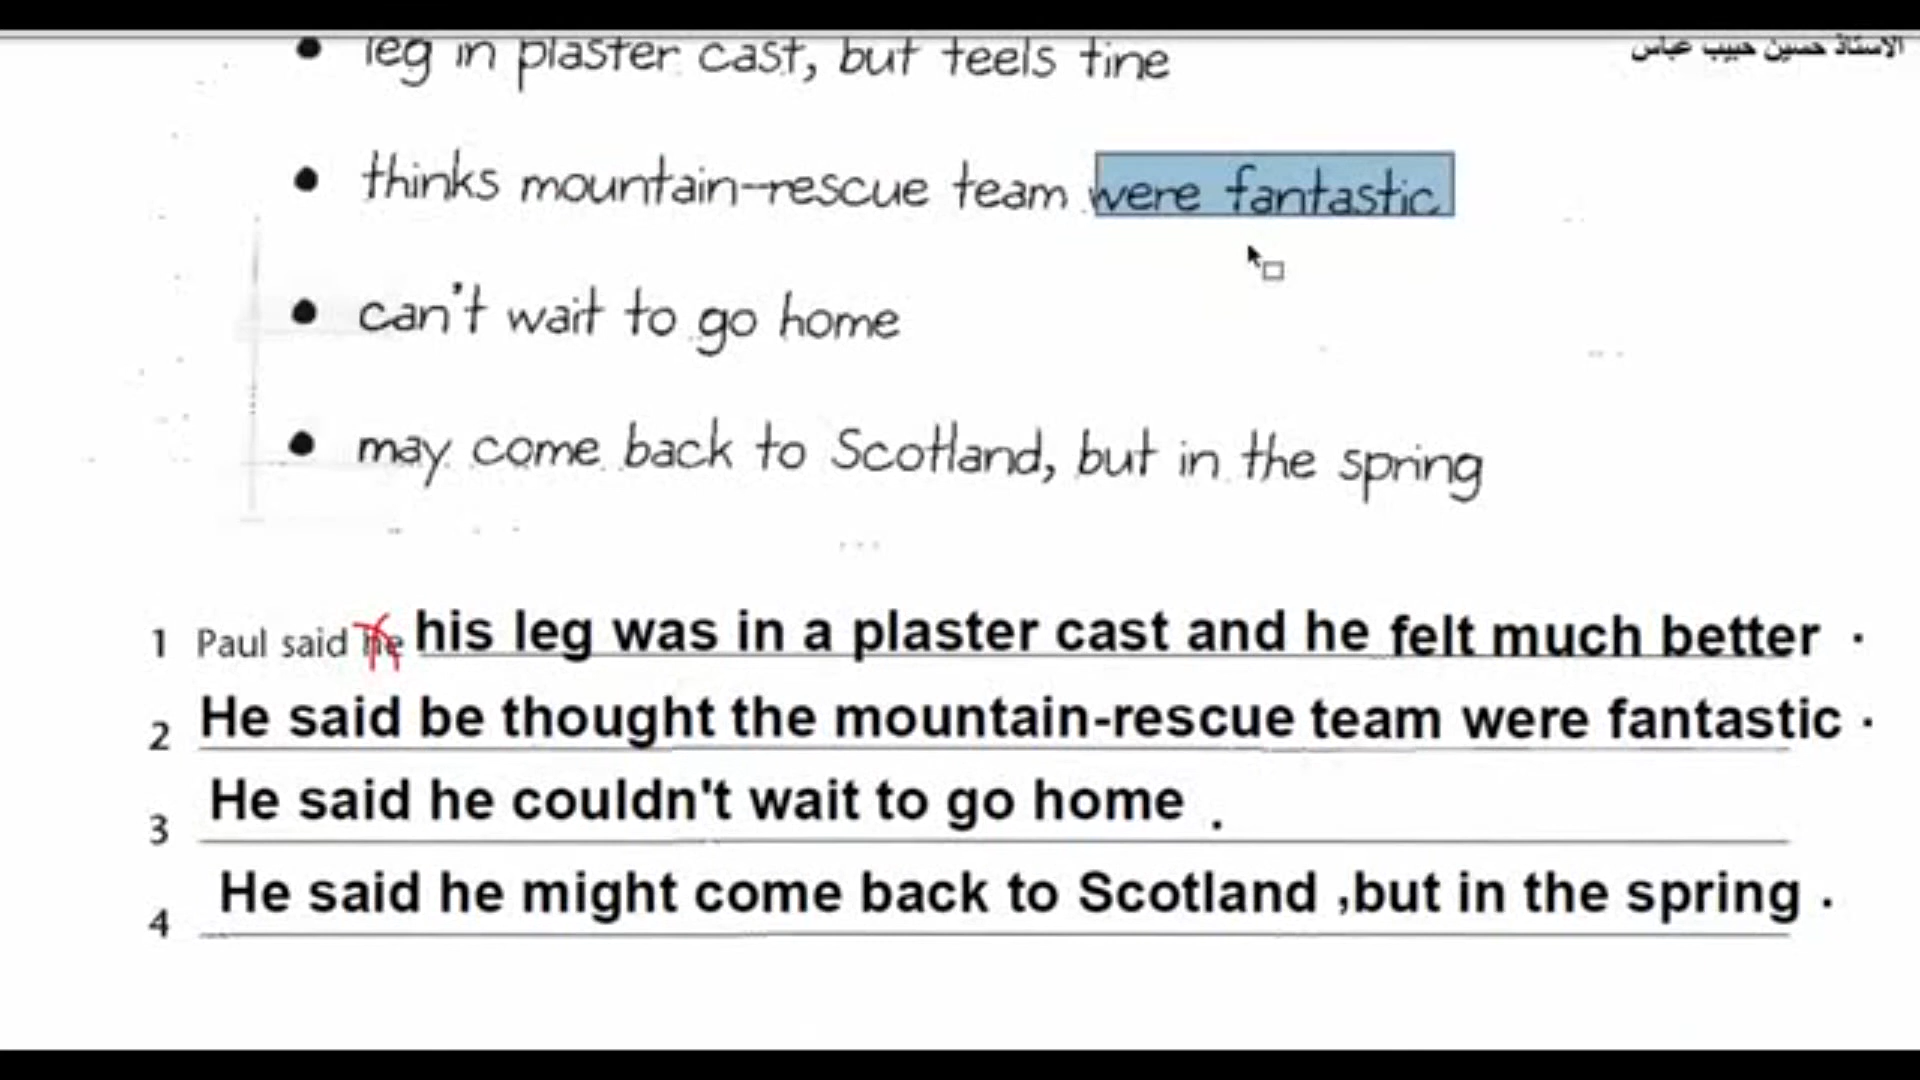 الاستاذ حسين حبيب عباس
• leg in plaster cast, but feels fine
• thinks mountain-rescue team were fantastic
• can't wait to go home
• may come back to Scotland, but in the spring
1 Paul said he his leg was in a plaster cast and he felt much better .
2 He said be thought the mountain-rescue team were fantastic .
3 He said he couldn't wait to go home .
4 He said he might come back to Scotland ,but in the spring .